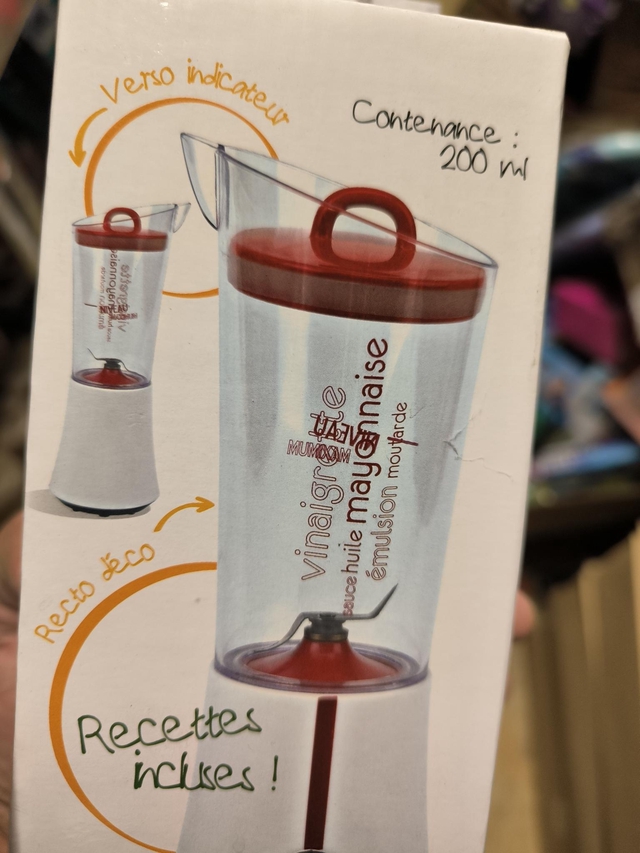 Verso indicateur
Contenance :
200 ml
vinaigrette
mayonnaise
sauce huile
émulsion moutarde
Recto déco
Recettes
incluses !